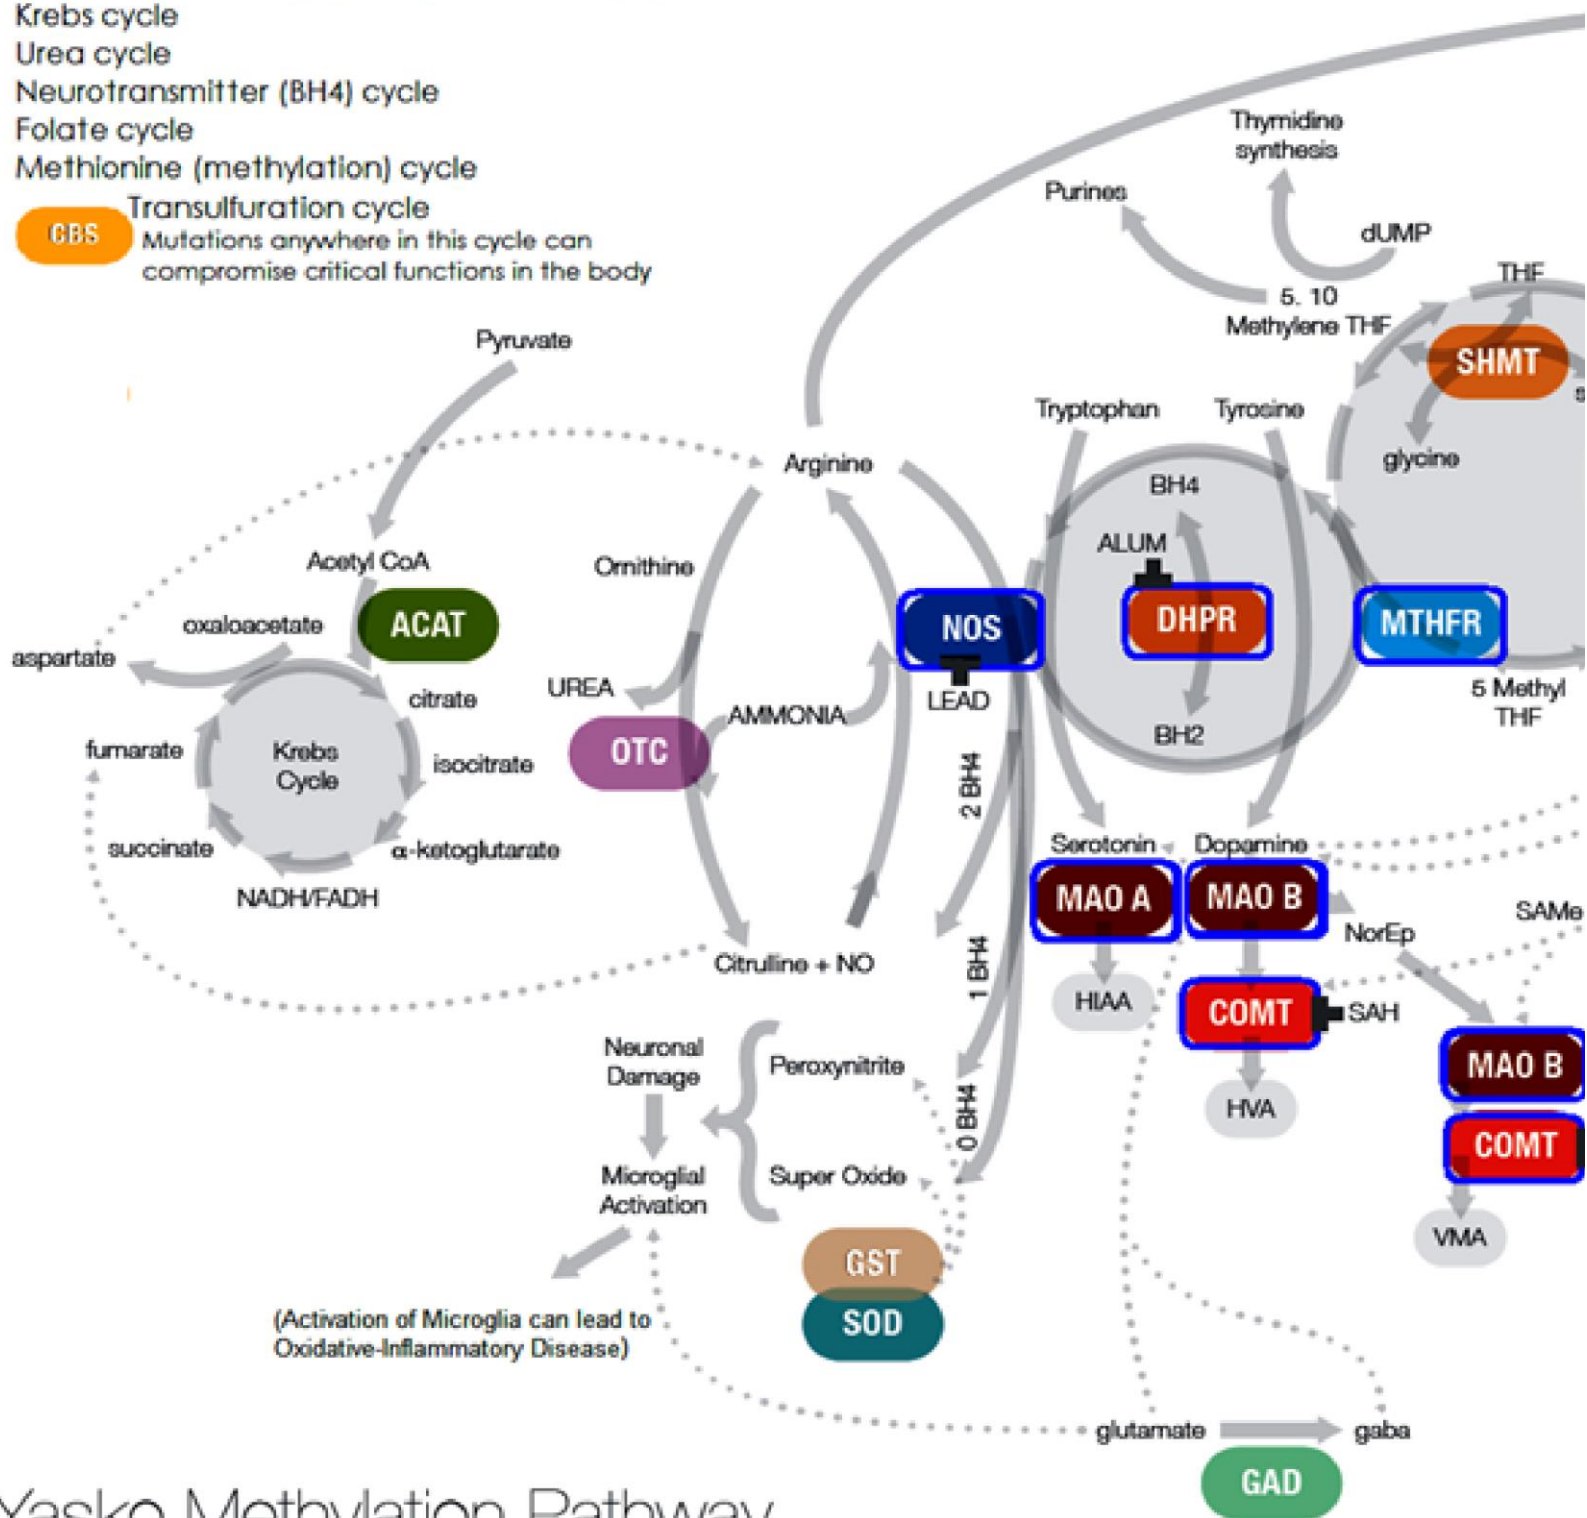 Krebs cycle
Urea cycle
Neurotransmitter (BH4) cycle
Folate cycle
Methionine (methylation) cycle
Transulfuration cycle
CBS
Mutations anywhere in this cycle can
compromise critical functions in the body
Thymidine
synthesis
Purines
dUMP
5. 10
Methylene THF
THF
SHMT
glycine
Pyruvate
Tryptophan
Tyrosine
Arginine
BH4
ALUM
Acetyl CoA
Ornithine
ACAT
oxaloacetate
aspartate
NOS
DHPR
MTHFR
UREA
citrate
AMMONIA
LEAD
5 Methyl
THF
OTC
BH2
fumarate
Krebs
Cycle
isocitrate
2 BH4
succinate
α-ketoglutarate
Serotonin
Dopamine
NADH/FADH
MAO A
MAO B
SAMe
NorEp
Citrulline + NO
1 BH4
HIAA
COMT
SAH
Neuronal
Damage
Peroxynitrite
MAO B
0 BH4
HVA
COMT
Microglial
Activation
Super Oxide
VMA
GST
SOD
(Activation of Microglia can lead to
Oxidative-Inflammatory Disease)
glutamate
gaba
GAD
Yasko Methylation Pathway